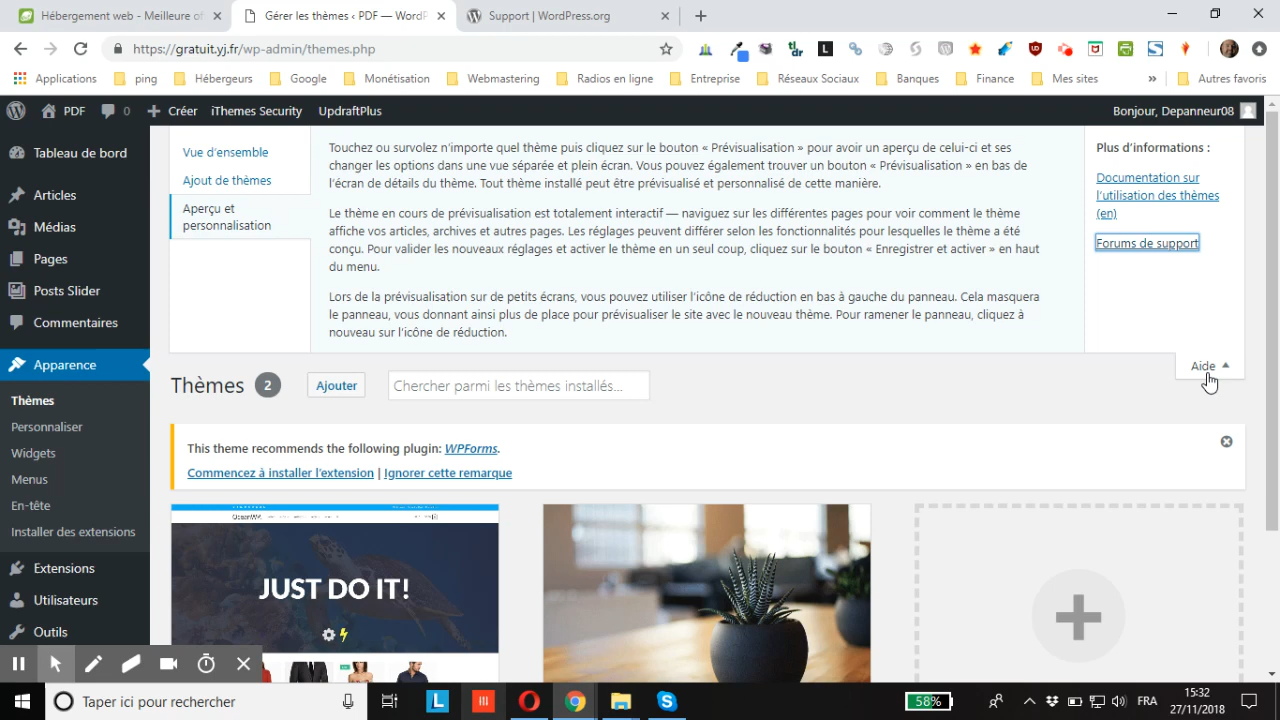 Hébergement web - Meilleure of
Gérer les thèmes ‹ PDF — WordP
Support | WordPress.org
https://gratuit.yj.fr/wp-admin/themes.php
Applications
ping
Hébergeurs
Google
Monétisation
Webmastering
Radios en ligne
Entreprise
Réseaux Sociaux
Banques
Finance
Mes sites
»
Autres favoris
PDF
0
Créer
iThemes Security
UpdraftPlus
Bonjour, Depanneur08
Tableau de bord
Articles
Médias
Pages
Posts Slider
Commentaires
Apparence
Thèmes
Personnaliser
Widgets
Menus
En-tête
Installer des extensions
Extensions
Utilisateurs
Outils
Vue d'ensemble
Ajout de thèmes
Aperçu et
personnalisation
Touchez ou survolez n'importe quel thème puis cliquez sur le bouton « Prévisualisation » pour avoir un aperçu de celui-ci et ses
changer les options dans une vue séparée et plein écran. Vous pouvez également trouver un bouton « Prévisualisation » en bas de
l'écran de détails du thème. Tout thème installé peut être prévisualisé et personnalisé de cette manière.
Le thème en cours de prévisualisation est totalement interactif — naviguez sur les différentes pages pour voir comment le thème
affiche vos articles, archives et autres pages. Les réglages peuvent différer selon les fonctionnalités pour lesquelles le thème a été
conçu. Pour valider les nouveaux réglages et activer le thème en un seul coup, cliquez sur le bouton « Enregistrer et activer » en haut
du menu.
Lors de la prévisualisation sur de petits écrans, vous pouvez utiliser l'icône de réduction en bas à gauche du panneau. Cela masquera
le panneau, vous donnant ainsi plus de place pour prévisualiser le site avec le nouveau thème. Pour ramener le panneau, cliquez à
nouveau sur l'icône de réduction.
Plus d'informations :
Documentation sur
l'utilisation des thèmes
(en)
Forums de support
Aide
Thèmes 2
Ajouter
Chercher parmi les thèmes installés...
This theme recommends the following plugin: WPForms.
Commencez à installer l'extension | Ignorer cette remarque
OceanWP
JUST DO IT!
Taper ici pour rechercher
58%
FRA
15:32
27/11/2018